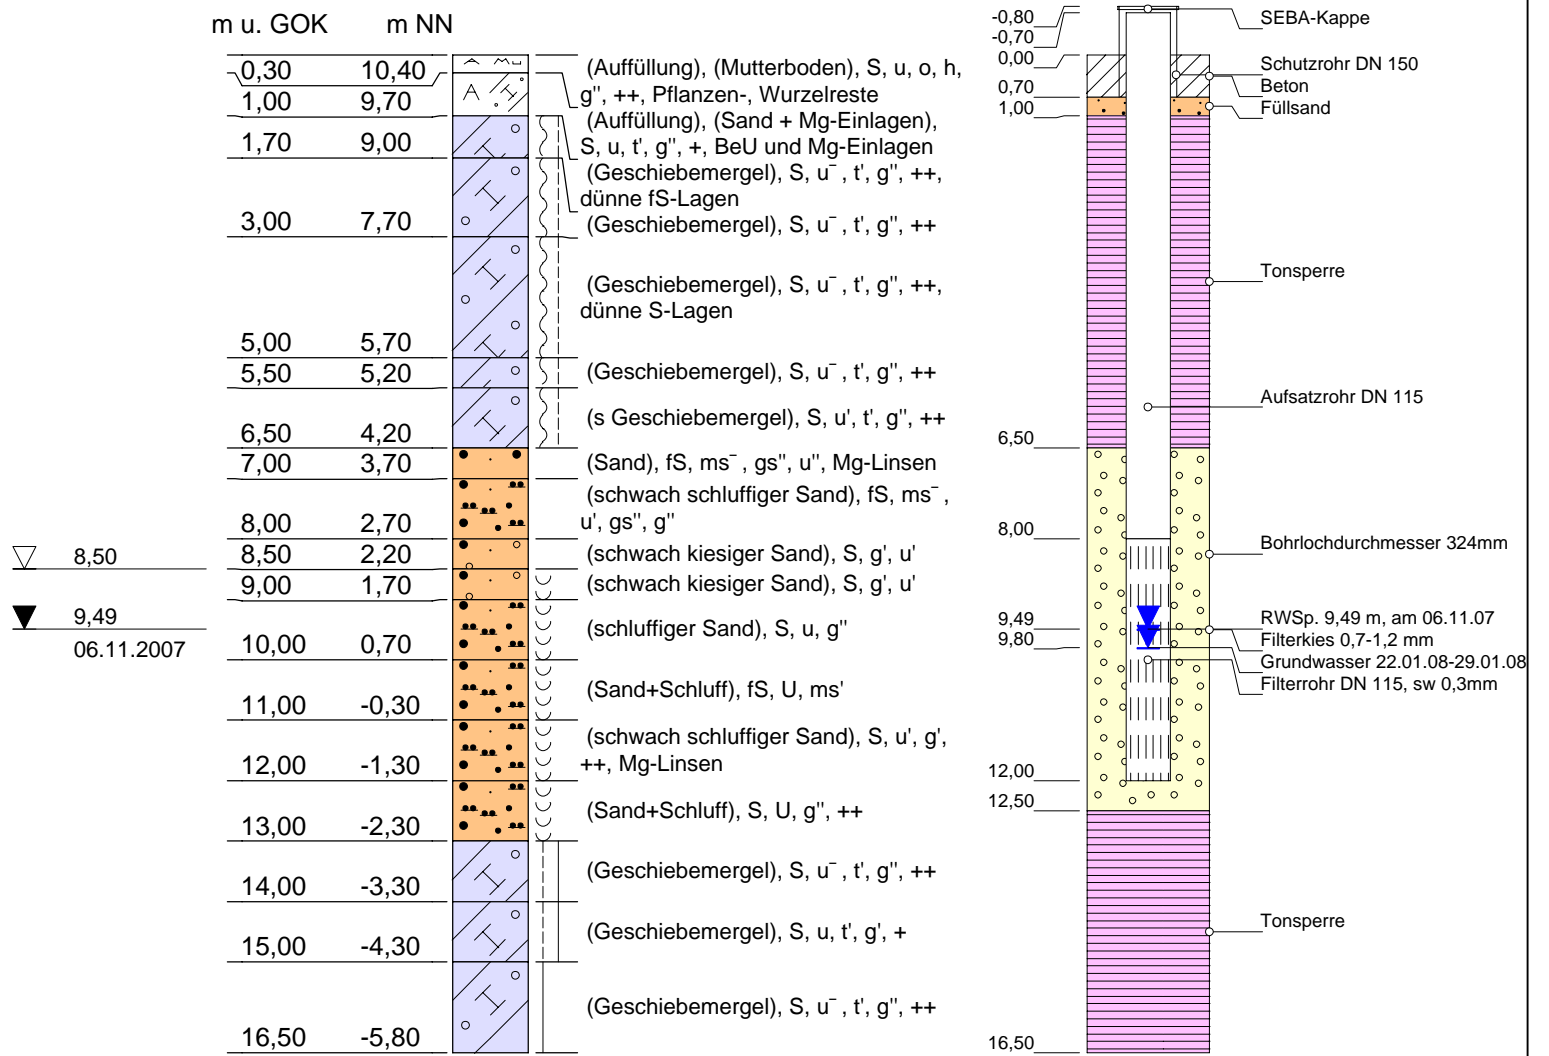 m u. GOK m NN
0,30 10,40
1,00 9,70
1,70 9,00
3,00 7,70
5,00 5,70
5,50 5,20
6,50 4,20
7,00 3,70
8,00 2,70
8,50 2,20
9,00 1,70
10,00 0,70
11,00 -0,30
12,00 -1,30
13,00 -2,30
14,00 -3,30
15,00 -4,30
16,50 -5,80
8,50
9,49
06.11.2007
A Mu
A
(Auffüllung), (Mutterboden), S, u, o, h,
g'', ++, Pflanzen-, Wurzelreste
(Auffüllung), (Sand + Mg-Einlagen),
S, u, t', g'', +, BeU und Mg-Einlagen
(Geschiebemergel), S, u¯, t', g'', ++,
dünne fS-Lagen
(Geschiebemergel), S, u¯, t', g'', ++
(Geschiebemergel), S, u¯, t', g'', ++,
dünne S-Lagen
(Geschiebemergel), S, u¯, t', g'', ++
(s Geschiebemergel), S, u', t', g'', ++
(Sand), fS, ms¯, gs'', u'', Mg-Linsen
(schwach schluffiger Sand), fS, ms¯,
u', gs'', g''
(schwach kiesiger Sand), S, g', u'
(schwach kiesiger Sand), S, g', u'
(schluffiger Sand), S, u, g''
(Sand+Schluff), fS, U, ms'
(schwach schluffiger Sand), S, u', g',
++, Mg-Linsen
(Sand+Schluff), S, U, g'', ++
(Geschiebemergel), S, u¯, t', g'', ++
(Geschiebemergel), S, u, t', g', +
(Geschiebemergel), S, u¯, t', g'', ++
-0,80
-0,70
0,00
0,70
1,00
6,50
8,00
9,49
9,80
12,00
12,50
16,50
SEBA-Kappe
Schutzrohr DN 150
Beton
Füllsand
Tonsperre
Aufsatzrohr DN 115
Bohrlochdurchmesser 324mm
RWSp. 9,49 m, am 06.11.07
Filterkies 0,7-1,2 mm
Grundwasser 22.01.08-29.01.08
Filterrohr DN 115, sw 0,3mm
Tonsperre